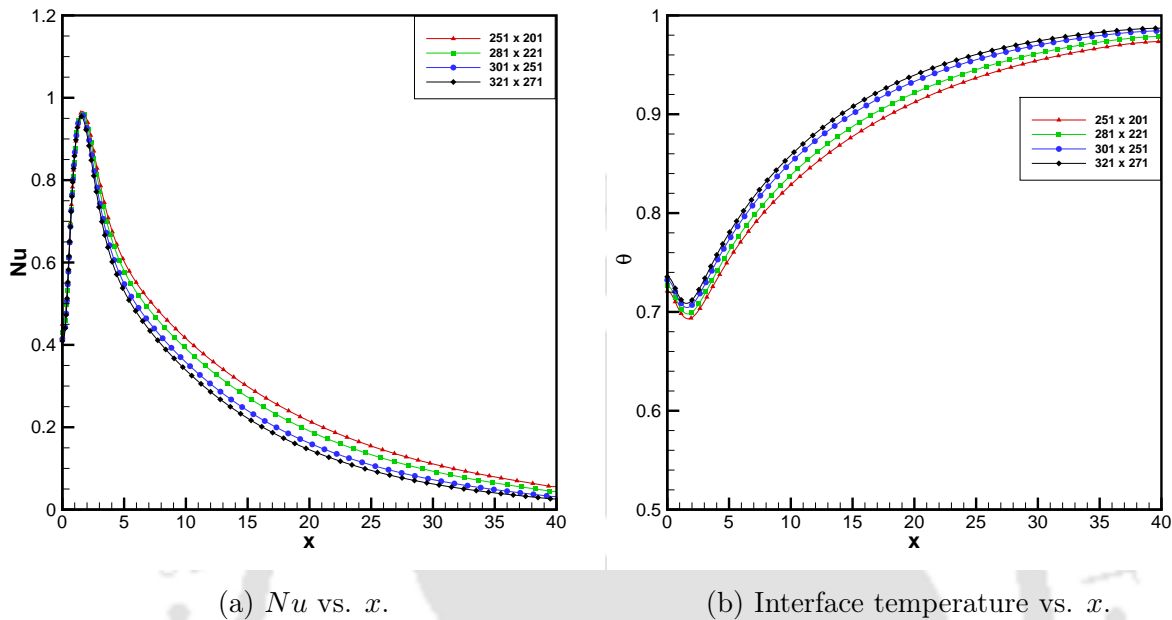 Nu
1.2
1
0.8
0.6
0.4
0.2
0
0 5 10 15 20 25 30 35 40
x
251 x 201
281 x 221
301 x 251
321 x 271
θ
1
0.9
0.8
0.7
0.6
0.5
0 5 10 15 20 25 30 35 40
x
251 x 201
281 x 221
301 x 251
321 x 271
(a) Nu vs. x.
(b) Interface temperature vs. x.